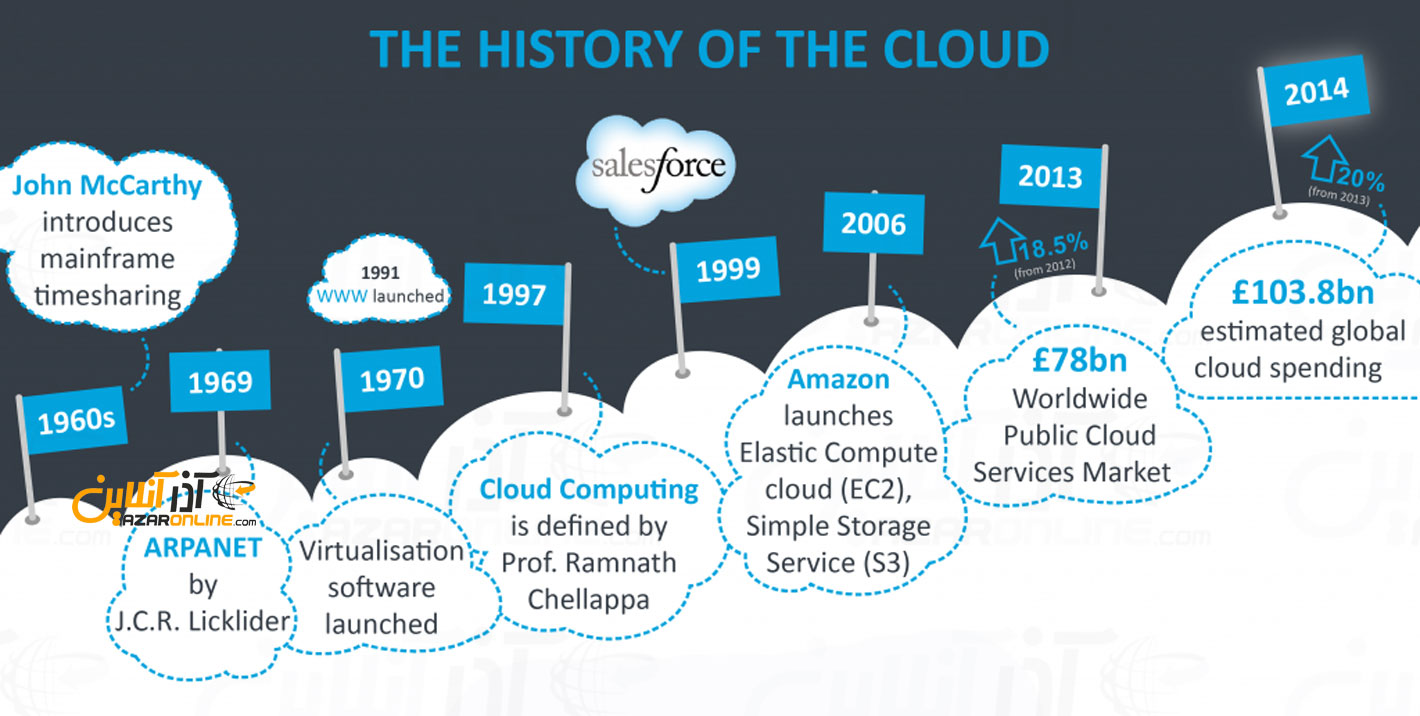 THE HISTORY OF THE CLOUD
1960s
John McCarthy
introduces
mainframe
timesharing
1969
ARPANET
by
J.C.R. Licklider
1970
Virtualisation
software
launched
1991
WWW launched
1997
Cloud Computing
is defined by
Prof. Ramnath
Chellappa
1999
salesforce
2006
Amazon
launches
Elastic Compute
cloud (EC2),
Simple Storage
Service (S3)
2013
18.5%
(from 2012)
£78bn
Worldwide
Public Cloud
Services Market
2014
20%
(from 2013)
£103.8bn
estimated global
cloud spending
آذرآنلاین
AZARONLINE.com